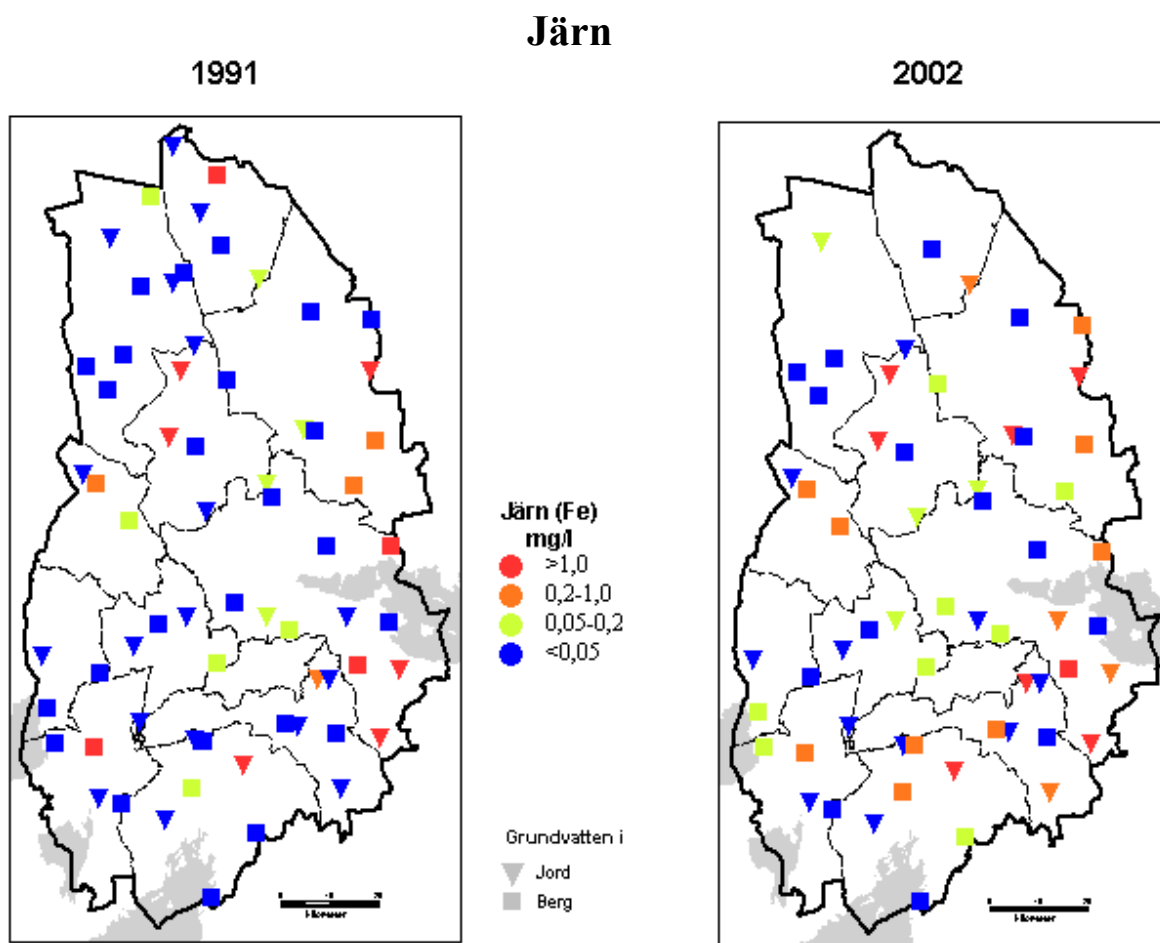 Järn
1991
2002
Järn (Fe)
mg/l
>1,0
0,2-1,0
0,05-0,2
<0,05
Grundvatten i
Jord
Berg